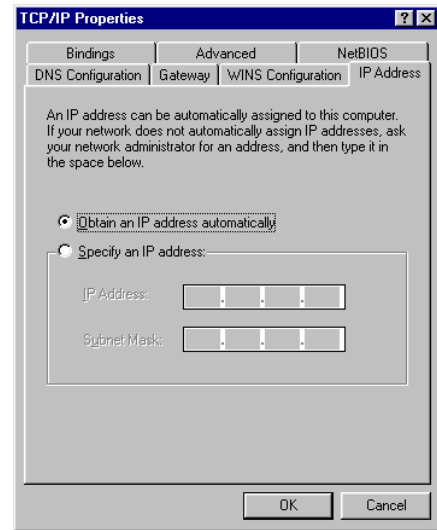 TCP/IP Properties
Bindings
Advanced
NetBIOS
DNS Configuration
Gateway
WINS Configuration
IP Address
An IP address can be automatically assigned to this computer.
If your network does not automatically assign IP addresses, ask
your network administrator for an address, and then type it in
the space below.
Obtain an IP address automatically
Specify an IP address:
IP Address:
. . .
Subnet Mask:
. . .
OK
Cancel